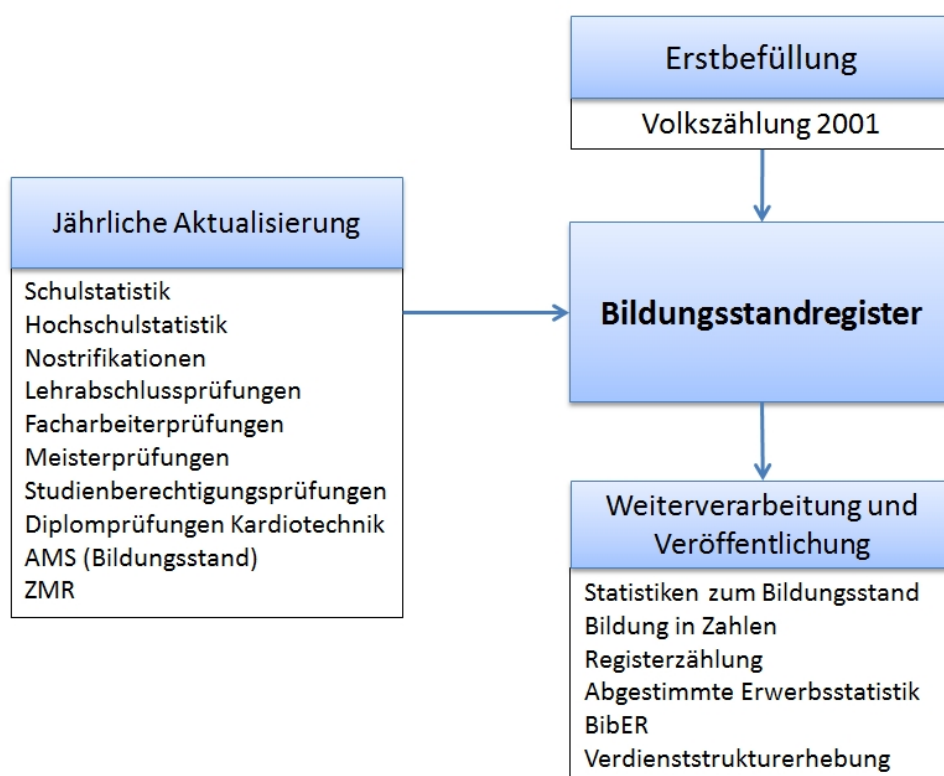 Erstbefüllung
Volkszählung 2001
Jährliche Aktualisierung
Schulstatistik
Hochschulstatistik
Nostrifikationen
Lehrabschlussprüfungen
Facharbeiterprüfungen
Meisterprüfungen
Studienberechtigungsprüfungen
Diplomprüfungen Kardiotechnik
AMS (Bildungsstand)
ZMR
Bildungsstandregister
Weiterverarbeitung und
Veröffentlichung
Statistiken zum Bildungsstand
Bildung in Zahlen
Registerzählung
Abgestimmte Erwerbsstatistik
BibER
Verdienststrukturerhebung